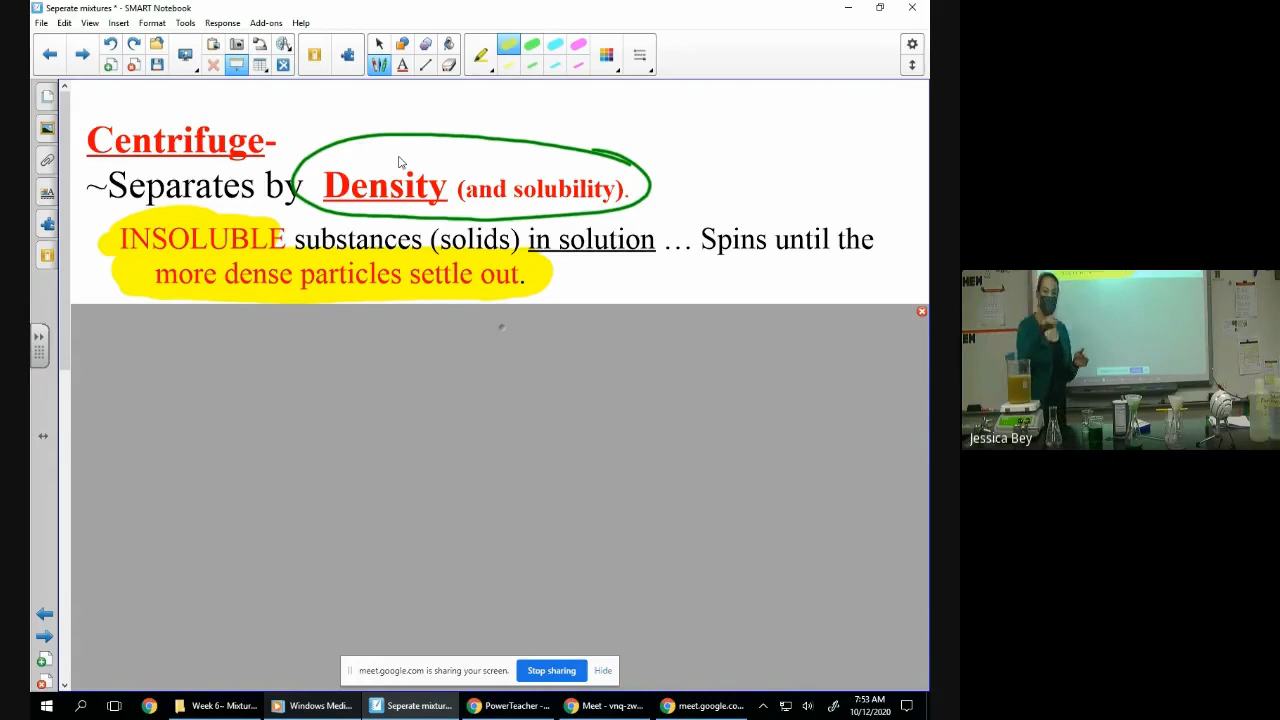 Seperate mixtures * - SMART Notebook
File Edit View Insert Format Tools Response Add-ons Help
Centrifuge-
~Separates by Density (and solubility).
INSOLUBLE substances (solids) in solution … Spins until the
more dense particles settle out.
CHEM
Jessica Bey
meet.google.com is sharing your screen. Stop sharing Hide
Week 6~ Mixtur... Windows Medi... Seperate mixtur... PowerTeacher -... Meet - vnq-zw... meet.google.co...
7:53 AM
10/12/2020